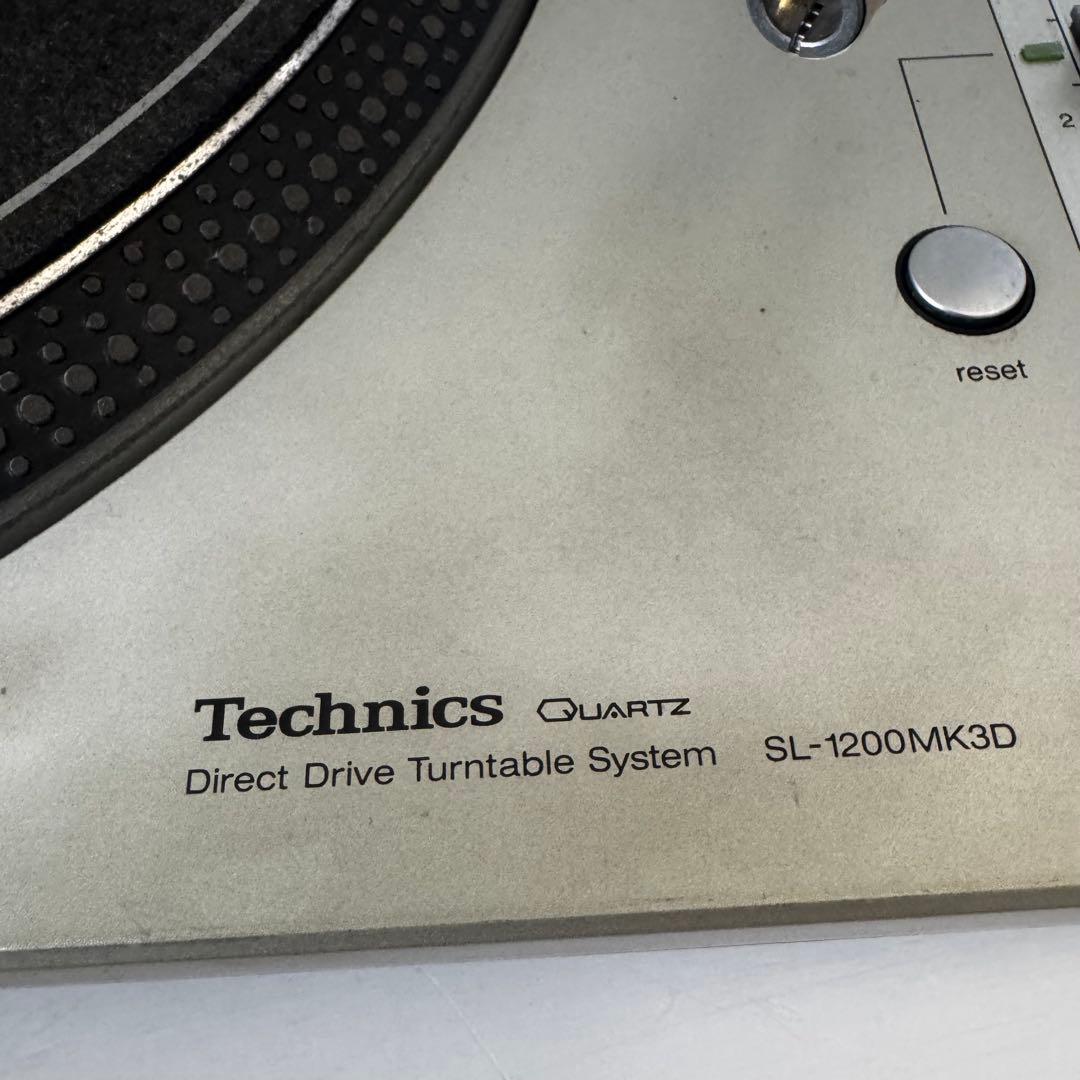 2
reset
Technics QUARTZ
Direct Drive Turntable System SL-1200MK3D